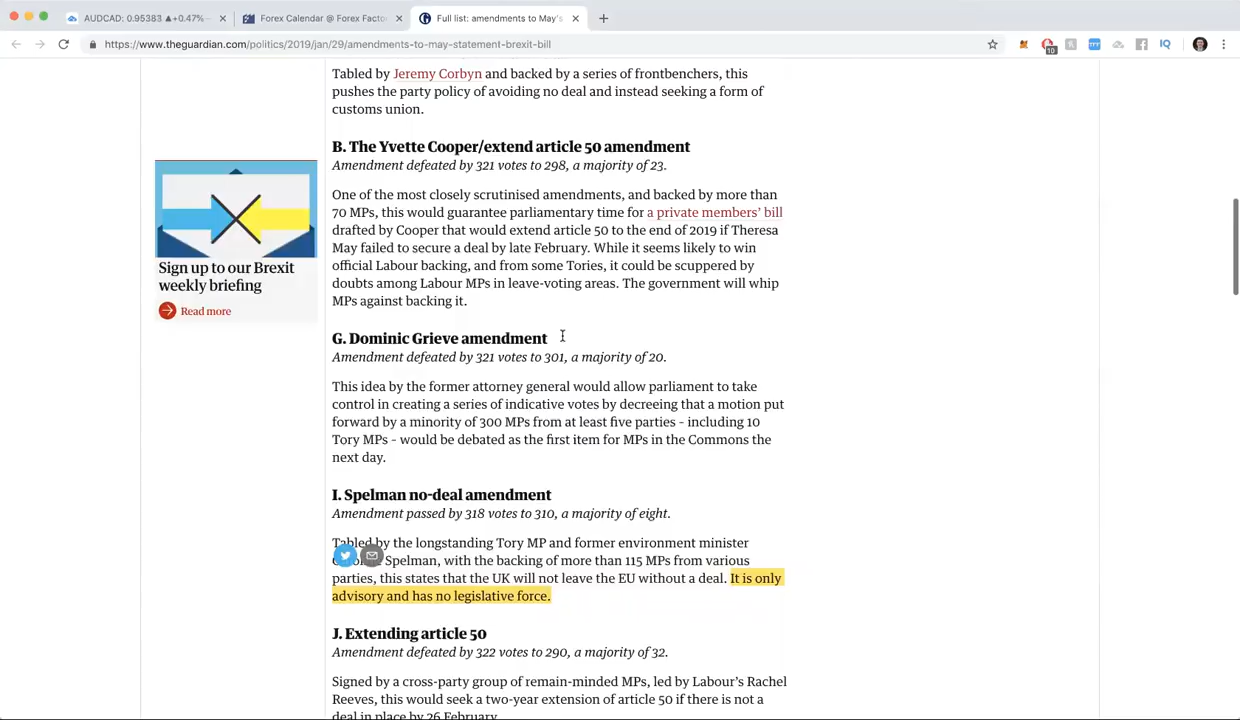 AUDCAD: 0.95383 ▲+0.47%
Forex Calendar @ Forex Facto
Full list: amendments to May's
https://www.theguardian.com/politics/2019/jan/29/amendments-to-may-statement-brexit-bill
10
TFF
IQ
Tabled by Jeremy Corbyn and backed by a series of frontbenchers, this
pushes the party policy of avoiding no deal and instead seeking a form of
customs union.
B. The Yvette Cooper/extend article 50 amendment
Amendment defeated by 321 votes to 298, a majority of 23.
One of the most closely scrutinised amendments, and backed by more than
70 MPs, this would guarantee parliamentary time for a private members' bill
drafted by Cooper that would extend article 50 to the end of 2019 if Theresa
May failed to secure a deal by late February. While it seems likely to win
official Labour backing, and from some Tories, it could be scuppered by
doubts among Labour MPs in leave-voting areas. The government will whip
MPs against backing it.
Sign up to our Brexit
weekly briefing
Read more
G. Dominic Grieve amendment
Amendment defeated by 321 votes to 301, a majority of 20.
This idea by the former attorney general would allow parliament to take
control in creating a series of indicative votes by decreeing that a motion put
forward by a minority of 300 MPs from at least five parties – including 10
Tory MPs – would be debated as the first item for MPs in the Commons the
next day.
I. Spelman no-deal amendment
Amendment passed by 318 votes to 310, a majority of eight.
Tabled by the longstanding Tory MP and former environment minister
Spelman, with the backing of more than 115 MPs from various
parties, this states that the UK will not leave the EU without a deal. It is only
advisory and has no legislative force.
J. Extending article 50
Amendment defeated by 322 votes to 290, a majority of 32.
Signed by a cross-party group of remain-minded MPs, led by Labour's Rachel
Reeves, this would seek a two-year extension of article 50 if there is not a
deal in place by 26 February.